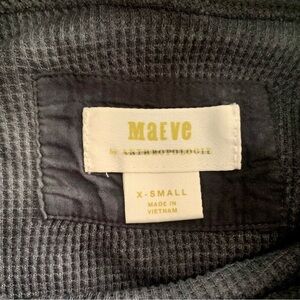 MAEVE
by ANTHROPOLOGIE
X-SMALL
MADE IN
VIETNAM